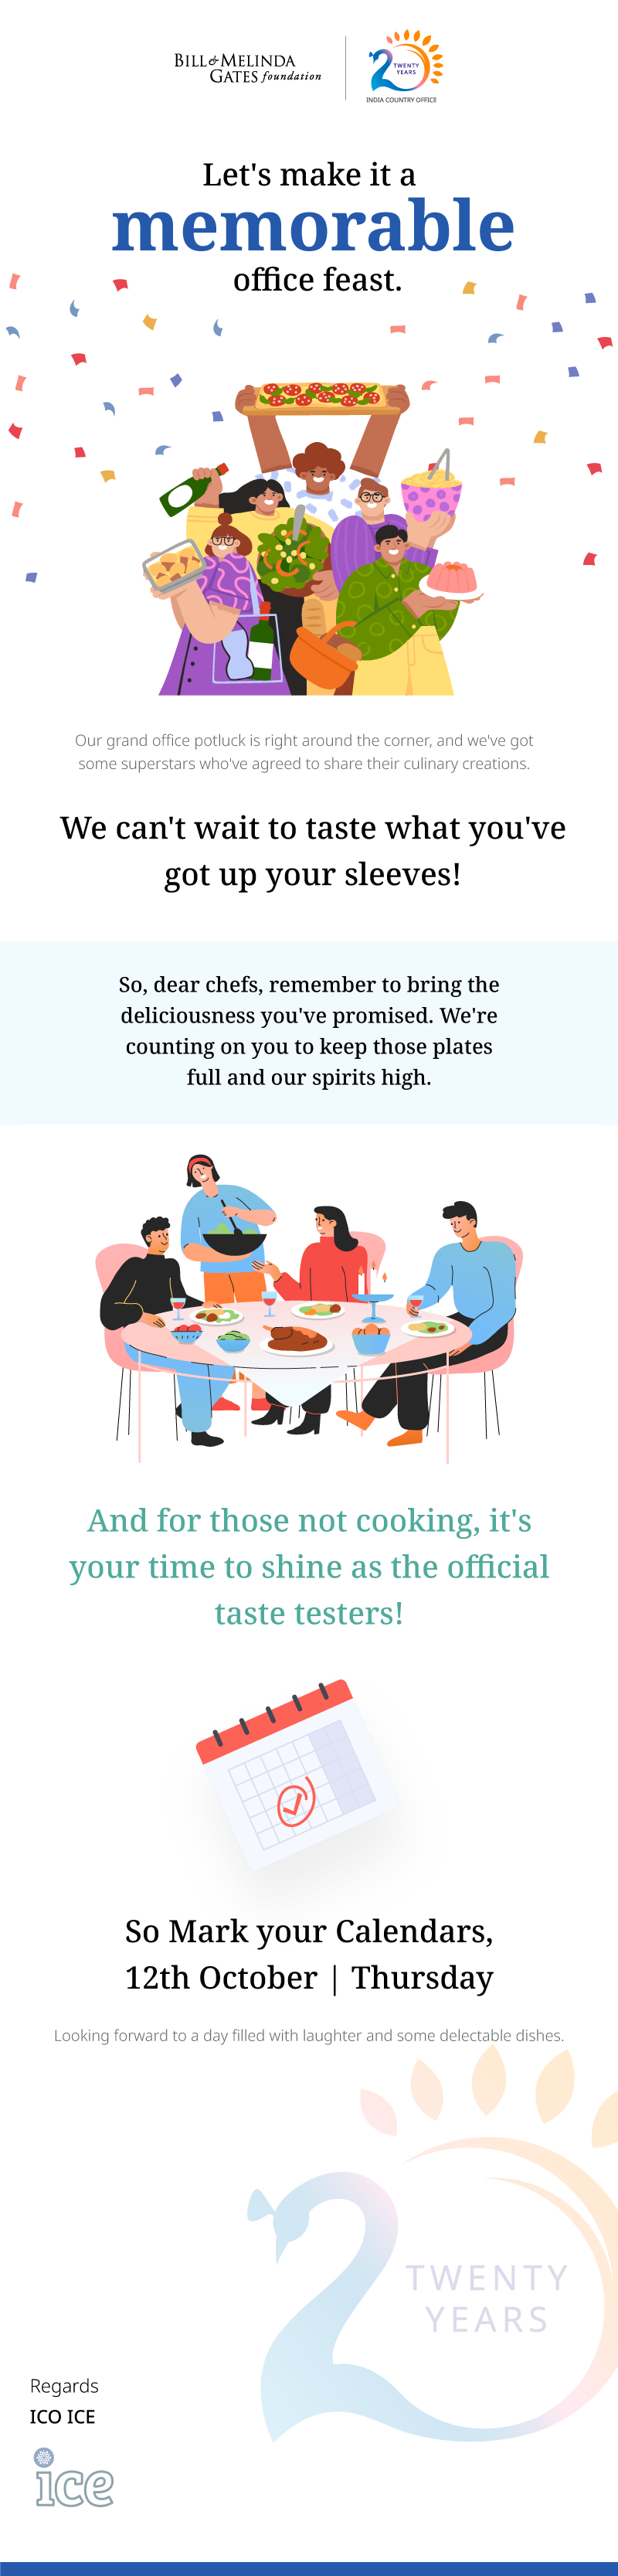 BILL & MELINDA
GATES foundation
2
TWENTY
YEARS
INDIA COUNTRY OFFICE
Let's make it a
memorable
office feast.
Our grand office potluck is right around the corner, and we've got
some superstars who've agreed to share their culinary creations.
We can't wait to taste what you've
got up your sleeves!
So, dear chefs, remember to bring the
deliciousness you've promised. We're
counting on you to keep those plates
full and our spirits high.
And for those not cooking, it's
your time to shine as the official
taste testers!
So Mark your Calendars,
12th October | Thursday
Looking forward to a day filled with laughter and some delectable dishes.
2
TWENTY
YEARS
Regards
ICO ICE
ice